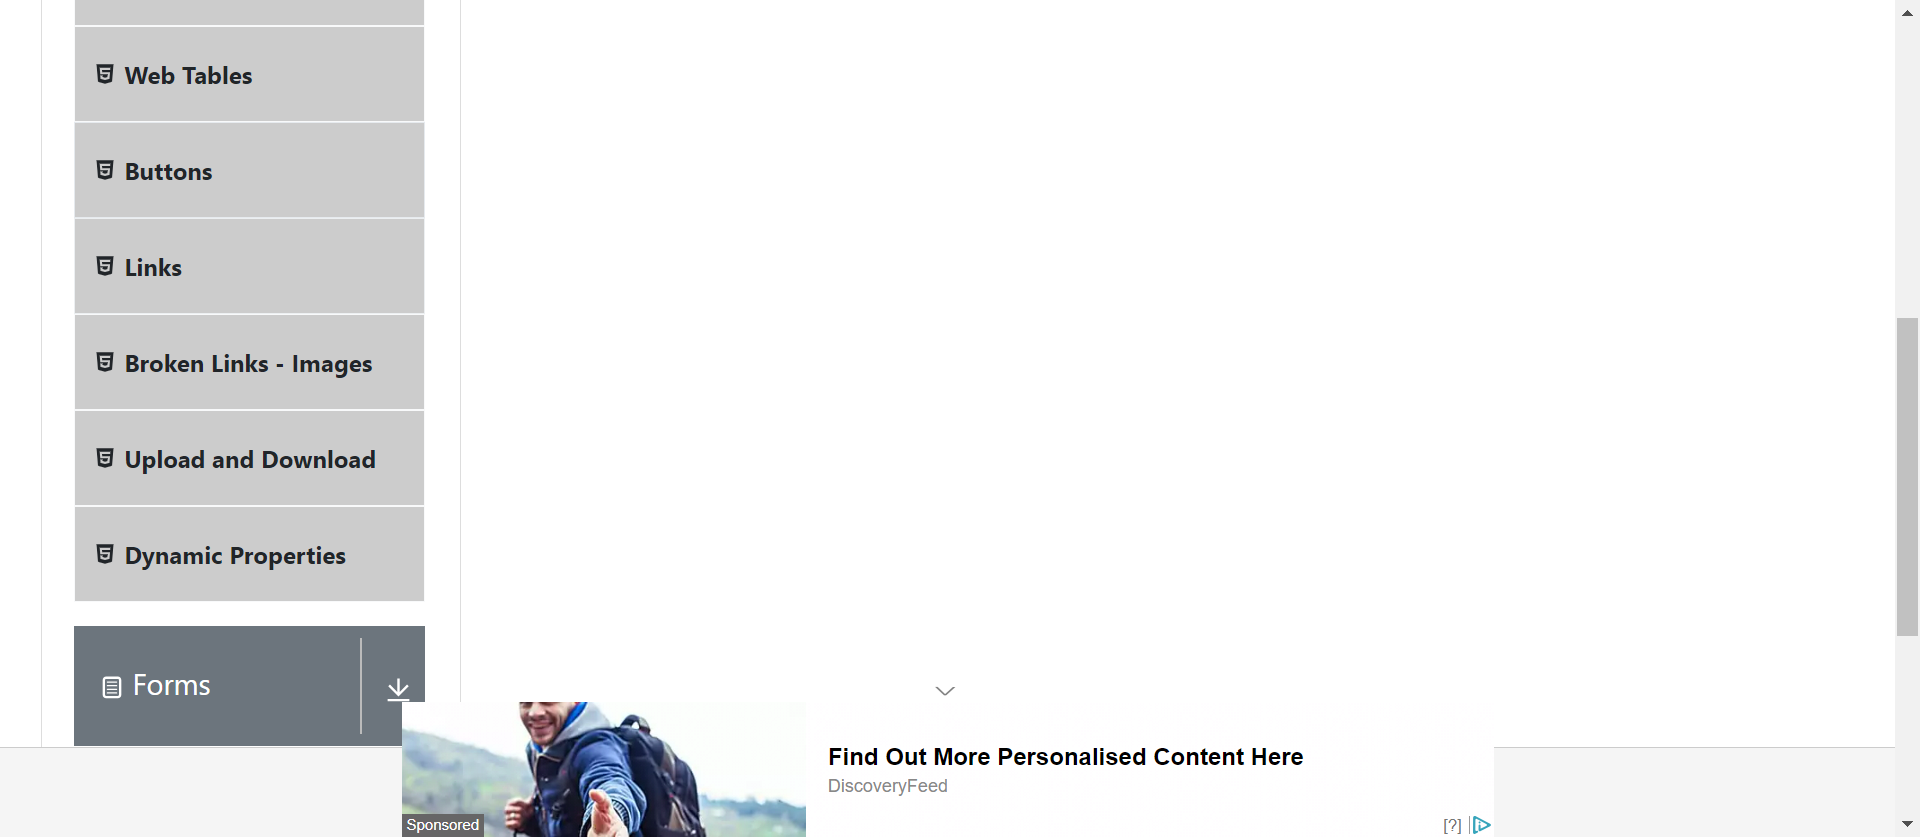 Web Tables
Buttons
Links
Broken Links - Images
Upload and Download
Dynamic Properties
Forms
Find Out More Personalised Content Here
DiscoveryFeed
Sponsored
[?]